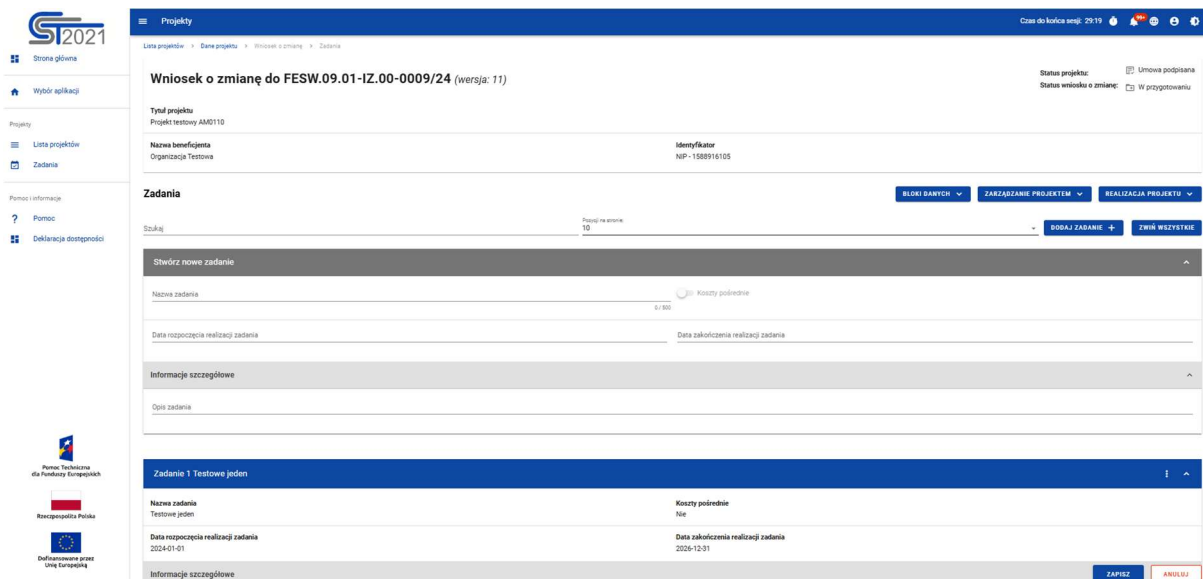 CST2021
Projekty
Czas do końca sesji: 29:19
99+
Strona główna
Wybór aplikacji
Projekty
Lista projektów
Zadania
Pomoc i informacje
? Pomoc
Deklaracja dostępności
Pomoc Techniczna
dla Funduszy Europejskich
Rzeczpospolita Polska
Dofinansowane przez
Unię Europejską
Lista projektów > Dane projektu > Wniosek o zmianę > Zadania
Wniosek o zmianę do FESW.09.01-IZ.00-0009/24 (wersja: 11)
Status projektu: Umowa podpisana
Status wniosku o zmianę: W przygotowaniu
Tytuł projektu
Projekt testowy AM0110
Nazwa beneficjenta
Organizacja Testowa
Identyfikator
NIP - 1588916105
Zadania
BLOKI DANYCH
ZARZĄDZANIE PROJEKTEM
REALIZACJA PROJEKTU
Szukaj
Pozycji na stronie:
10
DODAJ ZADANIE +
ZWIŃ WSZYSTKIE
Stwórz nowe zadanie
Nazwa zadania
0 / 500
Koszty pośrednie
Data rozpoczęcia realizacji zadania
Data zakończenia realizacji zadania
Informacje szczegółowe
Opis zadania
Zadanie 1 Testowe jeden
Nazwa zadania
Testowe jeden
Koszty pośrednie
Nie
Data rozpoczęcia realizacji zadania
2024-01-01
Data zakończenia realizacji zadania
2026-12-31
Informacje szczegółowe
ZAPISZ
ANULUJ